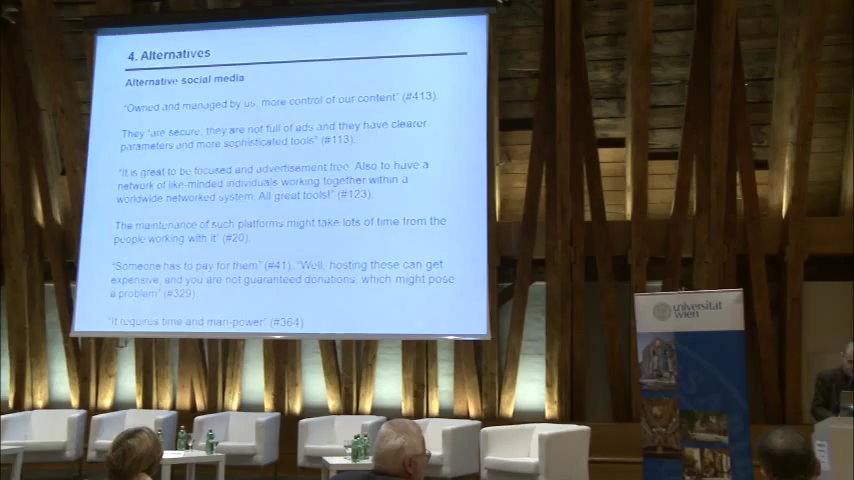 4. Alternatives
Alternative social media
"Owned and managed by us, more control of our content" (#413).
They "are secure, they are not full of ads and they have clearer
parameters and more sophisticated tools" (#113).
"It is great to be focused and advertisement free. Also to have a
network of like-minded individuals working together within a
worldwide networked system. All great tools!" (#123).
The maintenance of such platforms might take lots of time from the
people working with it" (#20).
"Someone has to pay for them" (#41). "Well, hosting these can get
expensive, and you are not guaranteed donations, which might pose
a problem" (#329).
"It requires time and man-power" (#364)
universität
wien